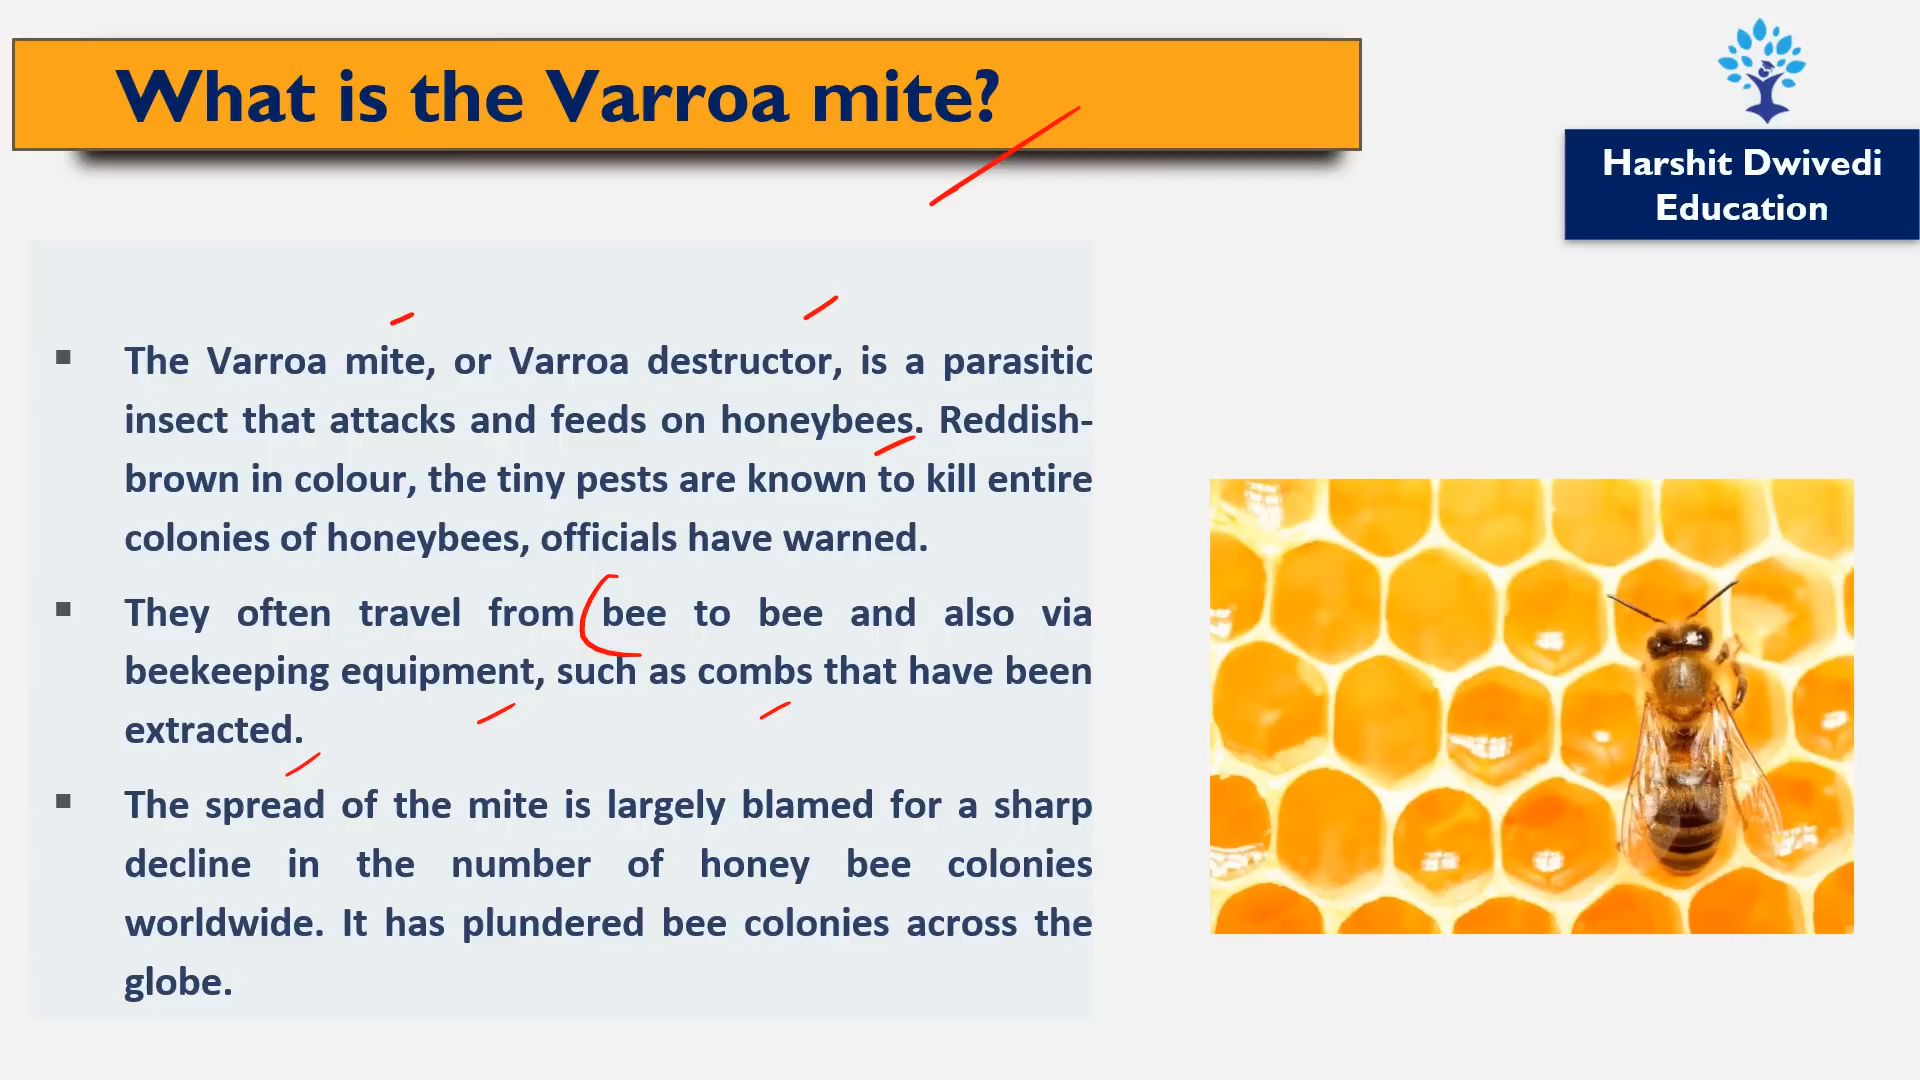 What is the Varroa mite?
Harshit Dwivedi
Education
▪ The Varroa mite, or Varroa destructor, is a parasitic
insect that attacks and feeds on honeybees. Reddish-
brown in colour, the tiny pests are known to kill entire
colonies of honeybees, officials have warned.
▪ They often travel from bee to bee and also via
beekeeping equipment, such as combs that have been
extracted.
▪ The spread of the mite is largely blamed for a sharp
decline in the number of honey bee colonies
worldwide. It has plundered bee colonies across the
globe.